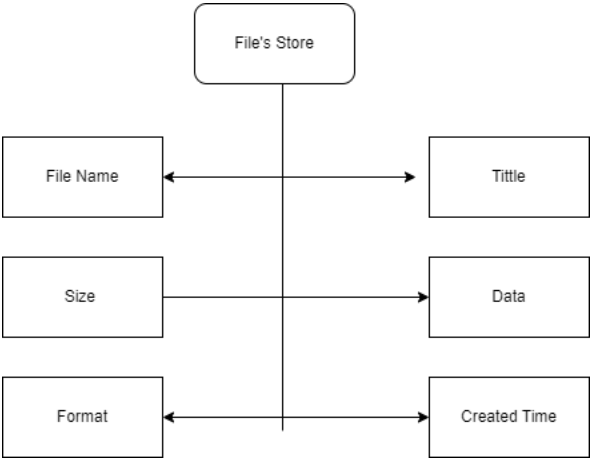 File's Store
File Name
Tittle
Size
Data
Format
Created Time